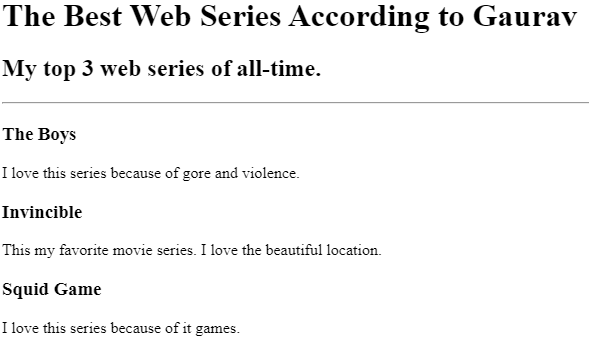 The Best Web Series According to Gaurav
My top 3 web series of all-time.
The Boys
I love this series because of gore and violence.
Invincible
This my favorite movie series. I love the beautiful location.
Squid Game
I love this series because of it games.